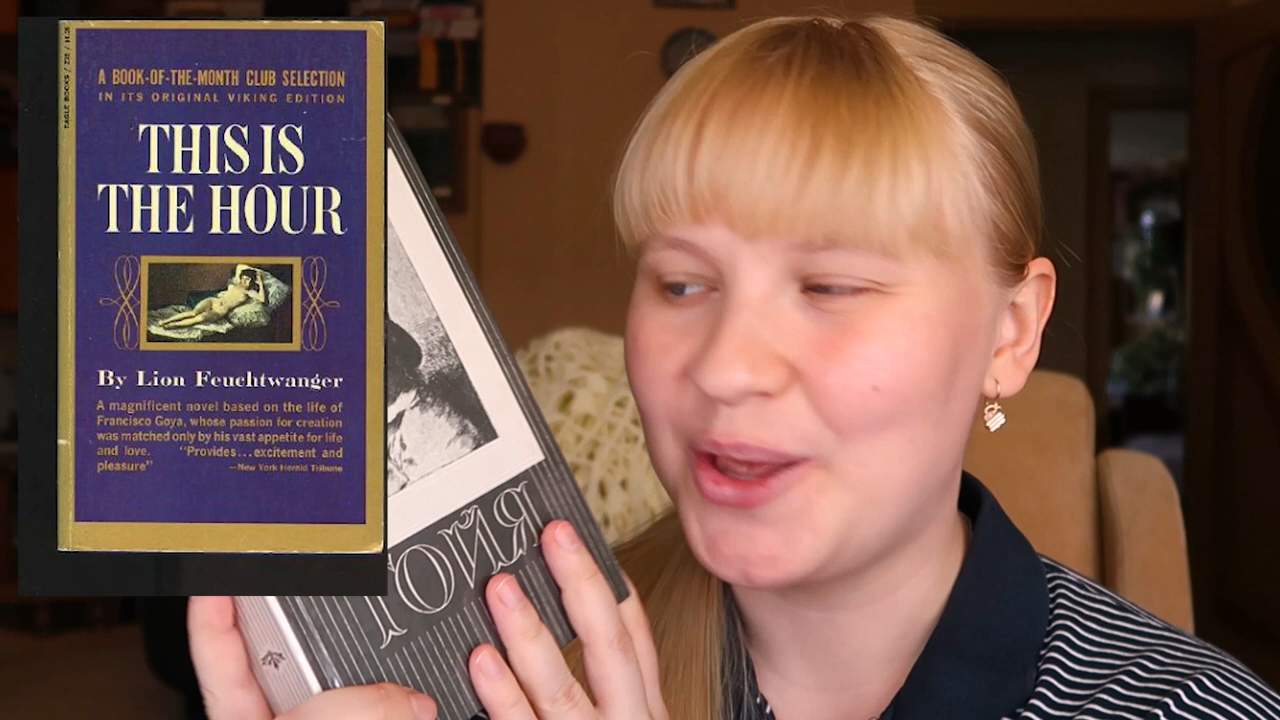 EAGLE BOOKS
A BOOK-OF-THE-MONTH CLUB SELECTION
IN ITS ORIGINAL VIKING EDITION
THIS IS
THE HOUR
By Lion Feuchtwanger
A magnificent novel based on the life of
Francisco Goya, whose passion for creation
was matched only by his vast appetite for life
and love. "Provides...excitement and
pleasure" —New York Herald Tribune
ГОЙЯ